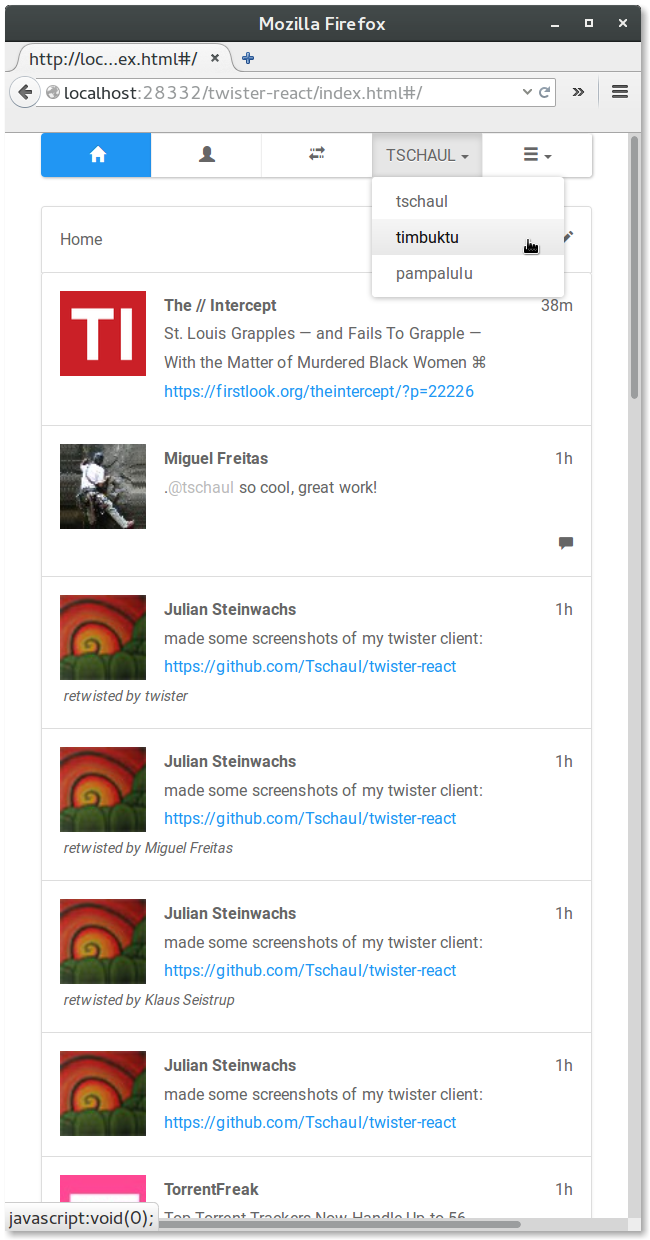 Mozilla Firefox
http://loc...ex.html#/
localhost:28332/twister-react/index.html#/
TSCHAUL
tschaul
timbuktu
pampalulu
Home
TI
The // Intercept 38m
St. Louis Grapples — and Fails To Grapple —
With the Matter of Murdered Black Women ⌘
https://firstlook.org/theintercept/?p=22226
Miguel Freitas 1h
.@tschaul so cool, great work!
Julian Steinwachs 1h
made some screenshots of my twister client:
https://github.com/Tschaul/twister-react
retwisted by twister
Julian Steinwachs 1h
made some screenshots of my twister client:
https://github.com/Tschaul/twister-react
retwisted by Miguel Freitas
Julian Steinwachs 1h
made some screenshots of my twister client:
https://github.com/Tschaul/twister-react
retwisted by Klaus Seistrup
Julian Steinwachs 1h
made some screenshots of my twister client:
https://github.com/Tschaul/twister-react
TorrentFreak 1h
Top Torrent Trackers Now Handle Up to 56
javascript:void(0);